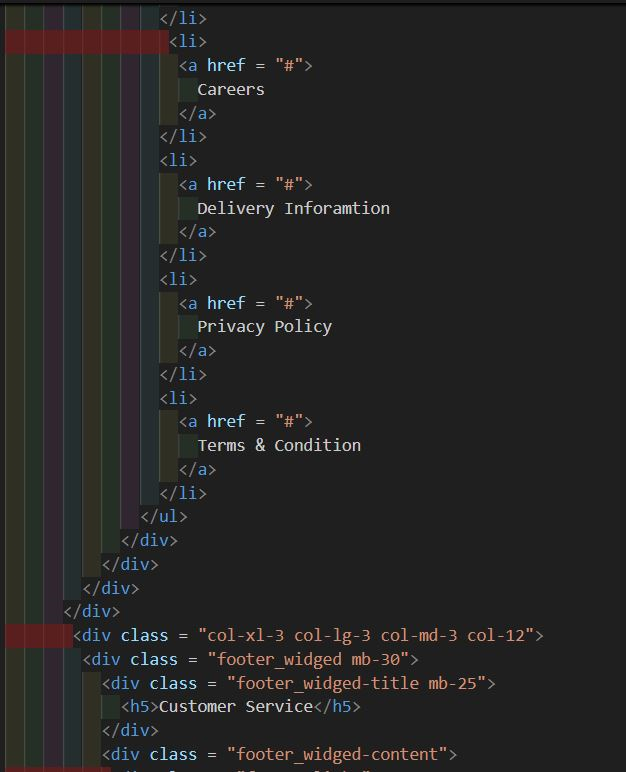 </li>
<li>
<a href = "#">
Careers
</a>
</li>
<li>
<a href = "#">
Delivery Inforamtion
</a>
</li>
<li>
<a href = "#">
Privacy Policy
</a>
</li>
<li>
<a href = "#">
Terms & Condition
</a>
</li>
</ul>
</div>
</div>
</div>
</div>
<div class = "col-xl-3 col-lg-3 col-md-3 col-12">
<div class = "footer_widged mb-30">
<div class = "footer_widged-title mb-25">
<h5>Customer Service</h5>
</div>
<div class = "footer_widged-content">